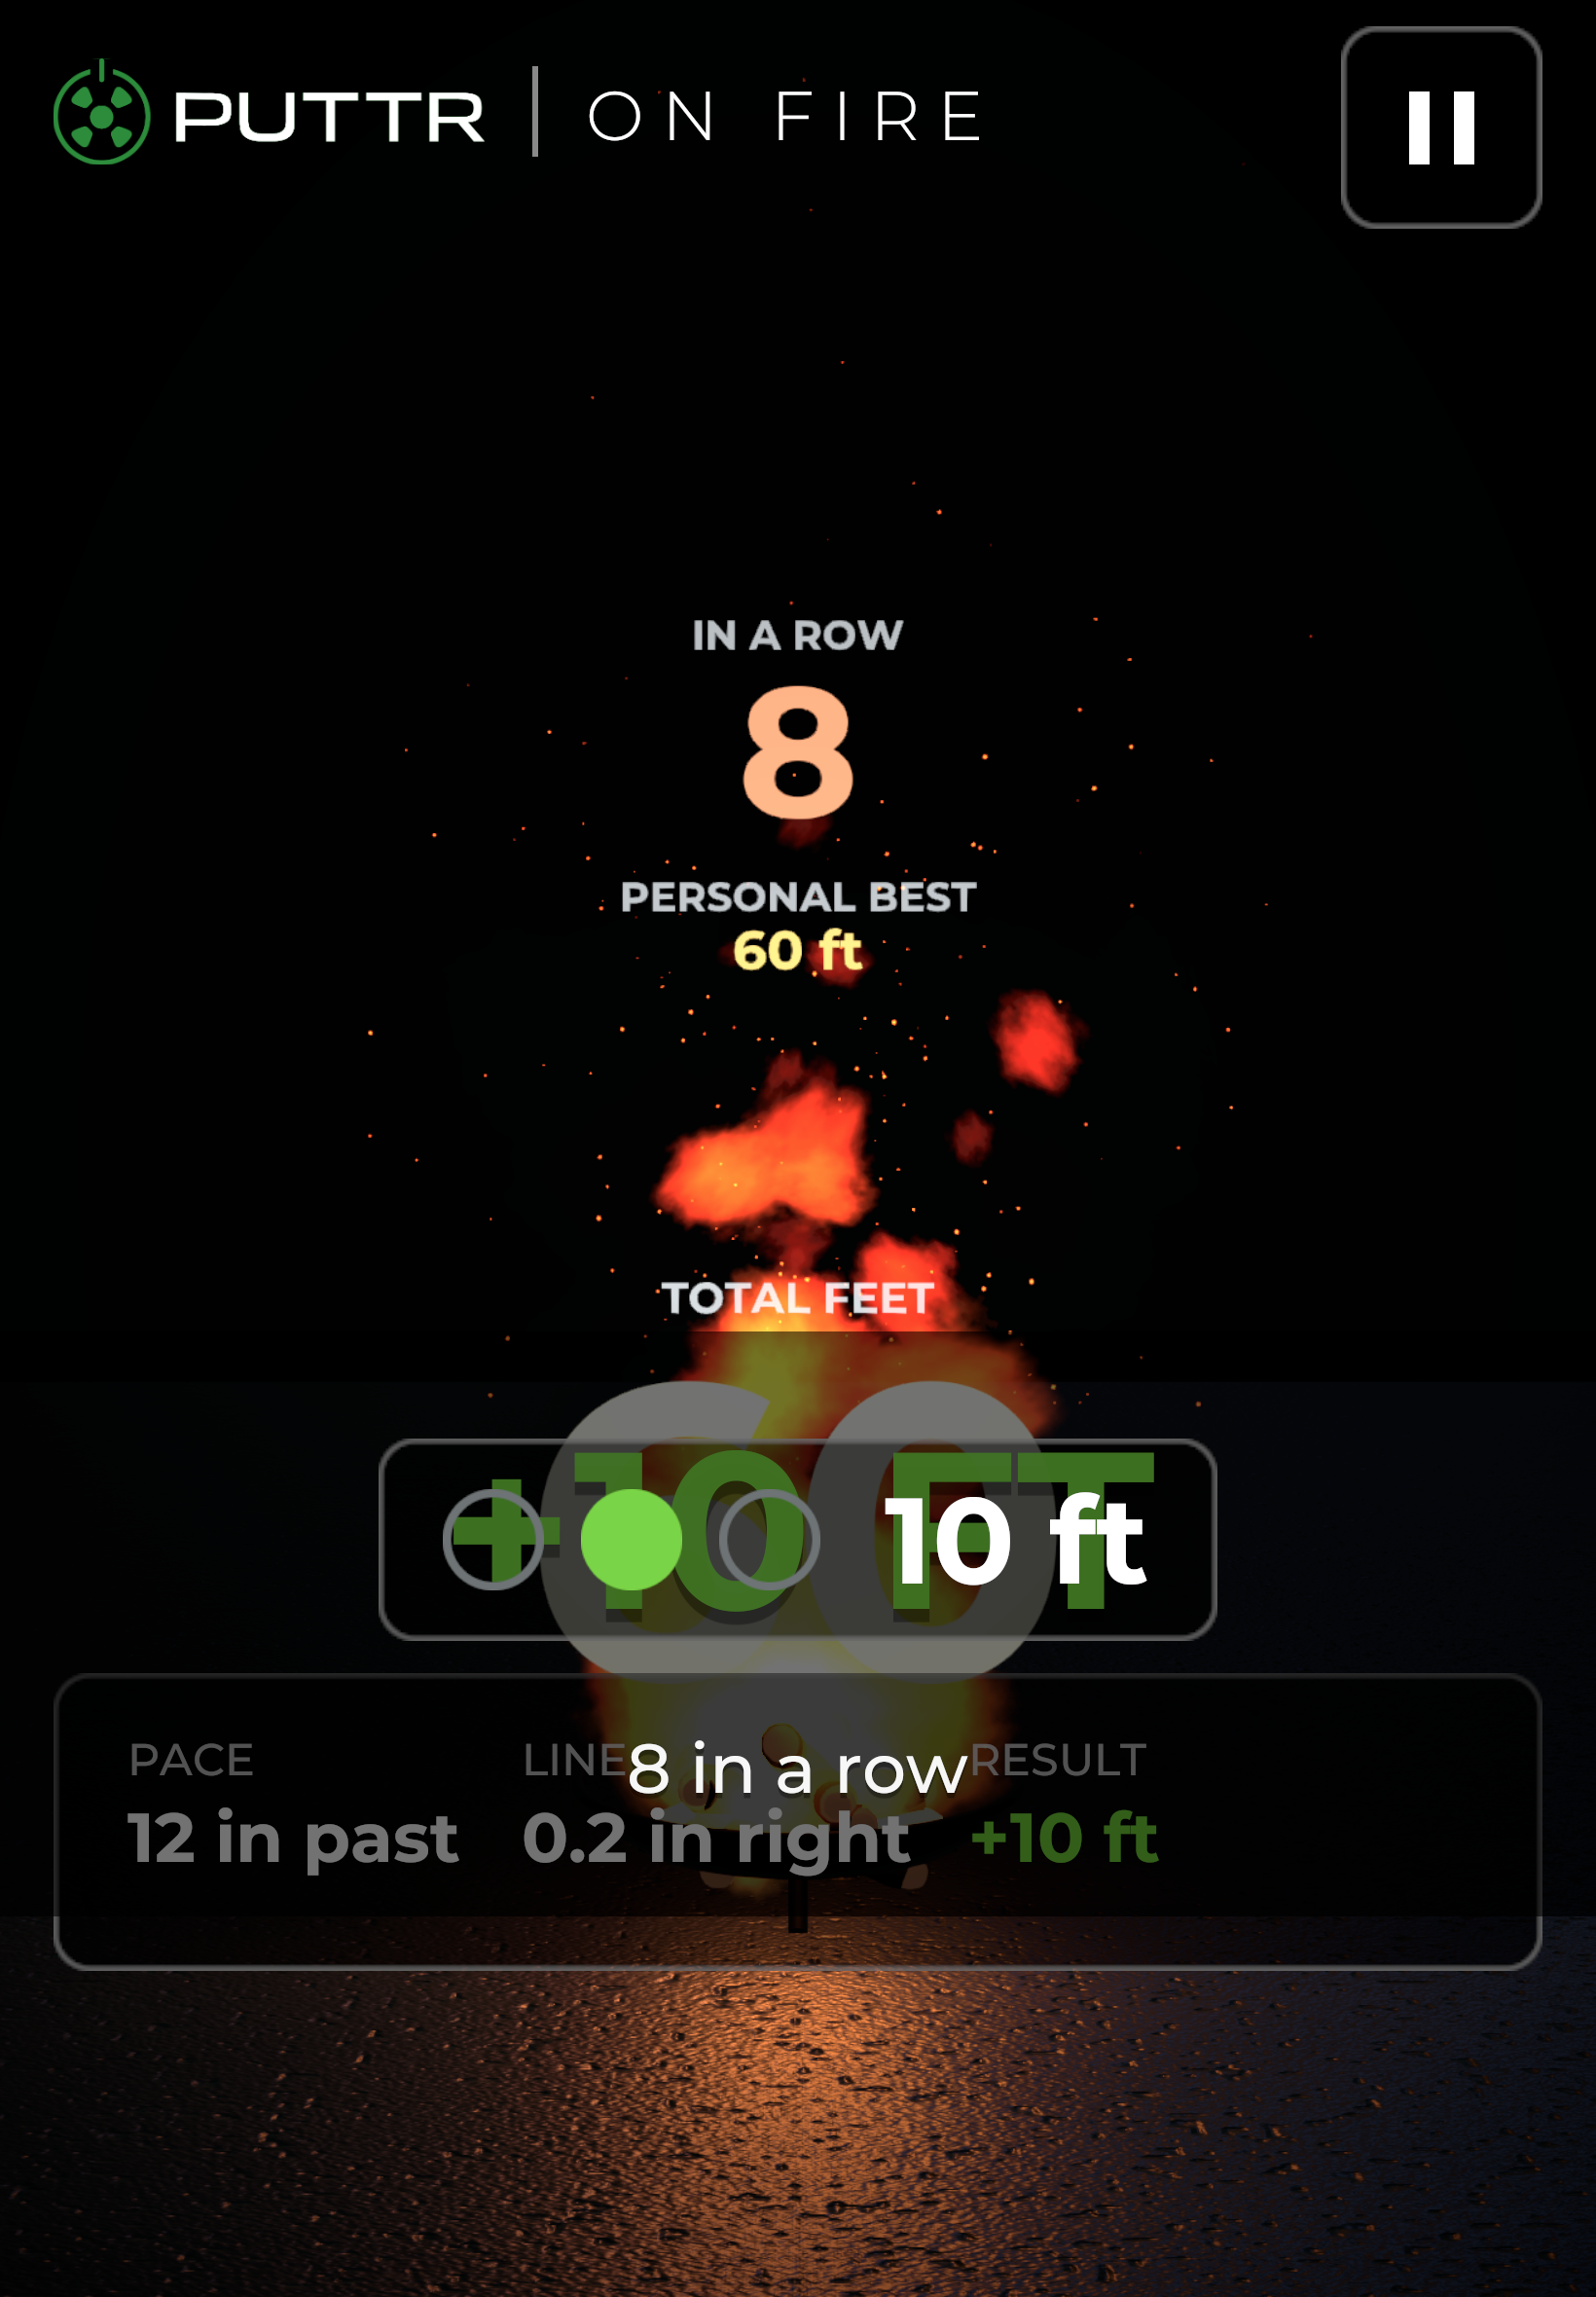 PUTTR | ON FIRE
IN A ROW
8
PERSONAL BEST
60 ft
TOTAL FEET
60
+10 FT
10 ft
8 in a row
PACE LINE RESULT
12 in past 0.2 in right +10 ft